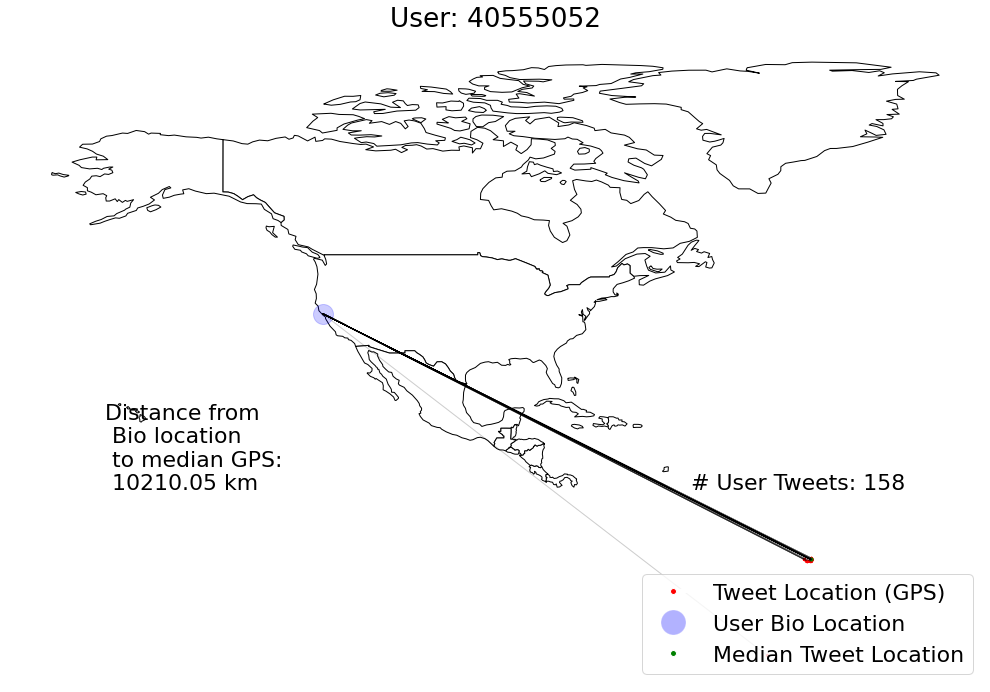 User: 40555052
Distance from
Bio location
to median GPS:
10210.05 km
# User Tweets: 158
Tweet Location (GPS)
User Bio Location
Median Tweet Location